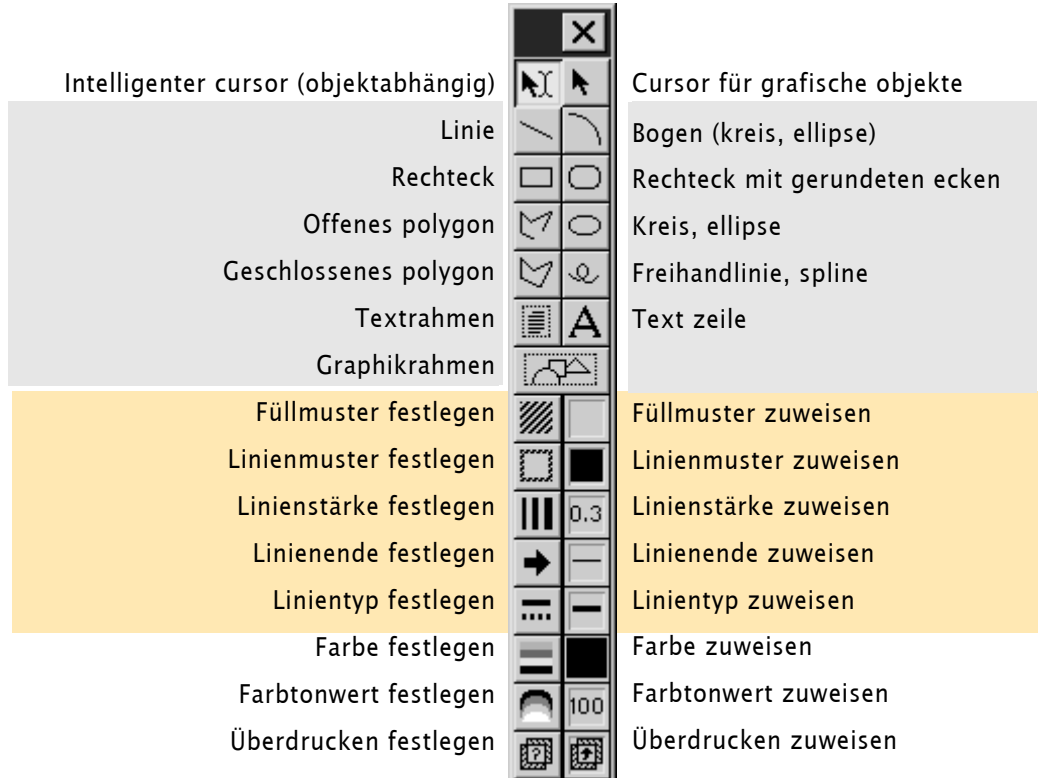 Intelligenter cursor (objektabhängig) Cursor für grafische objekte
Linie Bogen (kreis, ellipse)
Rechteck Rechteck mit gerundeten ecken
Offenes polygon Kreis, ellipse
Geschlossenes polygon Freihandlinie, spline
Textrahmen A Text zeile
Graphikrahmen
Füllmuster festlegen Füllmuster zuweisen
Linienmuster festlegen Linienmuster zuweisen
Linienstärke festlegen 0.3 Linienstärke zuweisen
Linienende festlegen Linienende zuweisen
Linientyp festlegen Linientyp zuweisen
Farbe festlegen Farbe zuweisen
Farbtonwert festlegen 100 Farbtonwert zuweisen
Überdrucken festlegen ? Überdrucken zuweisen